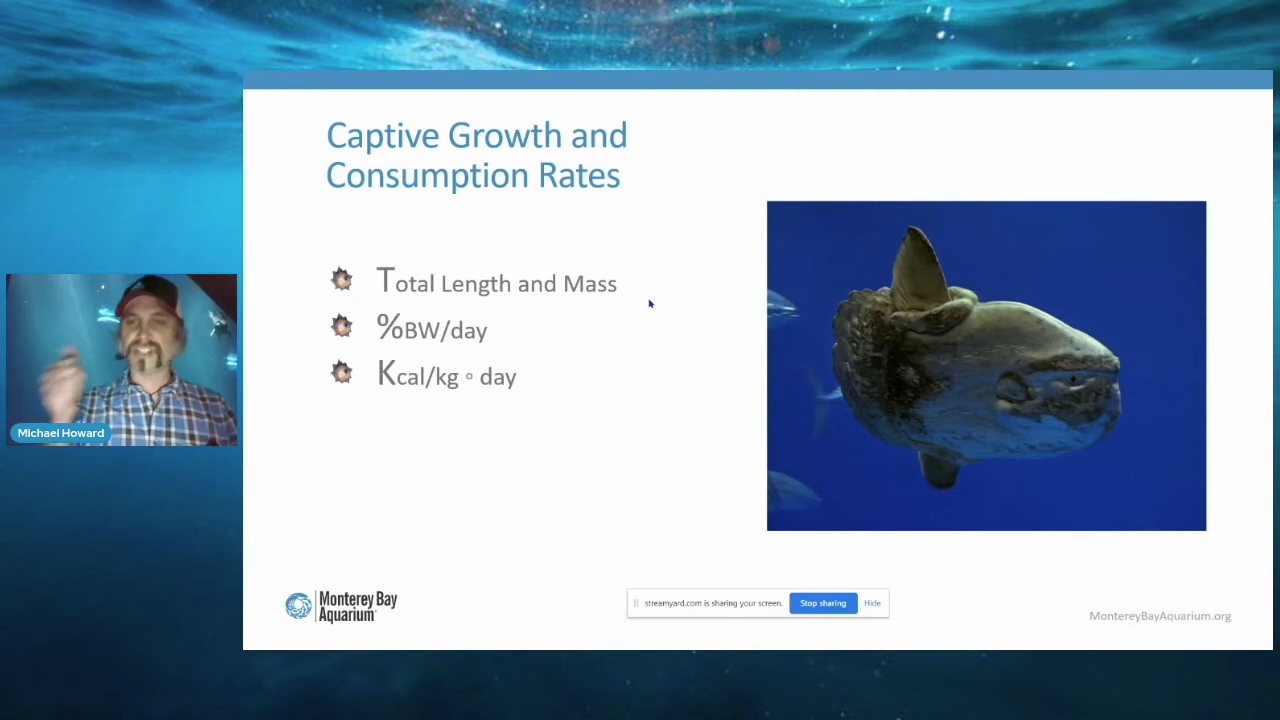 Captive Growth and
Consumption Rates
Total Length and Mass
%BW/day
Kcal/kg ◦ day
Michael Howard
Monterey Bay
Aquarium
streamyard.com is sharing your screen.
Stop sharing
Hide
MontereyBayAquarium.org